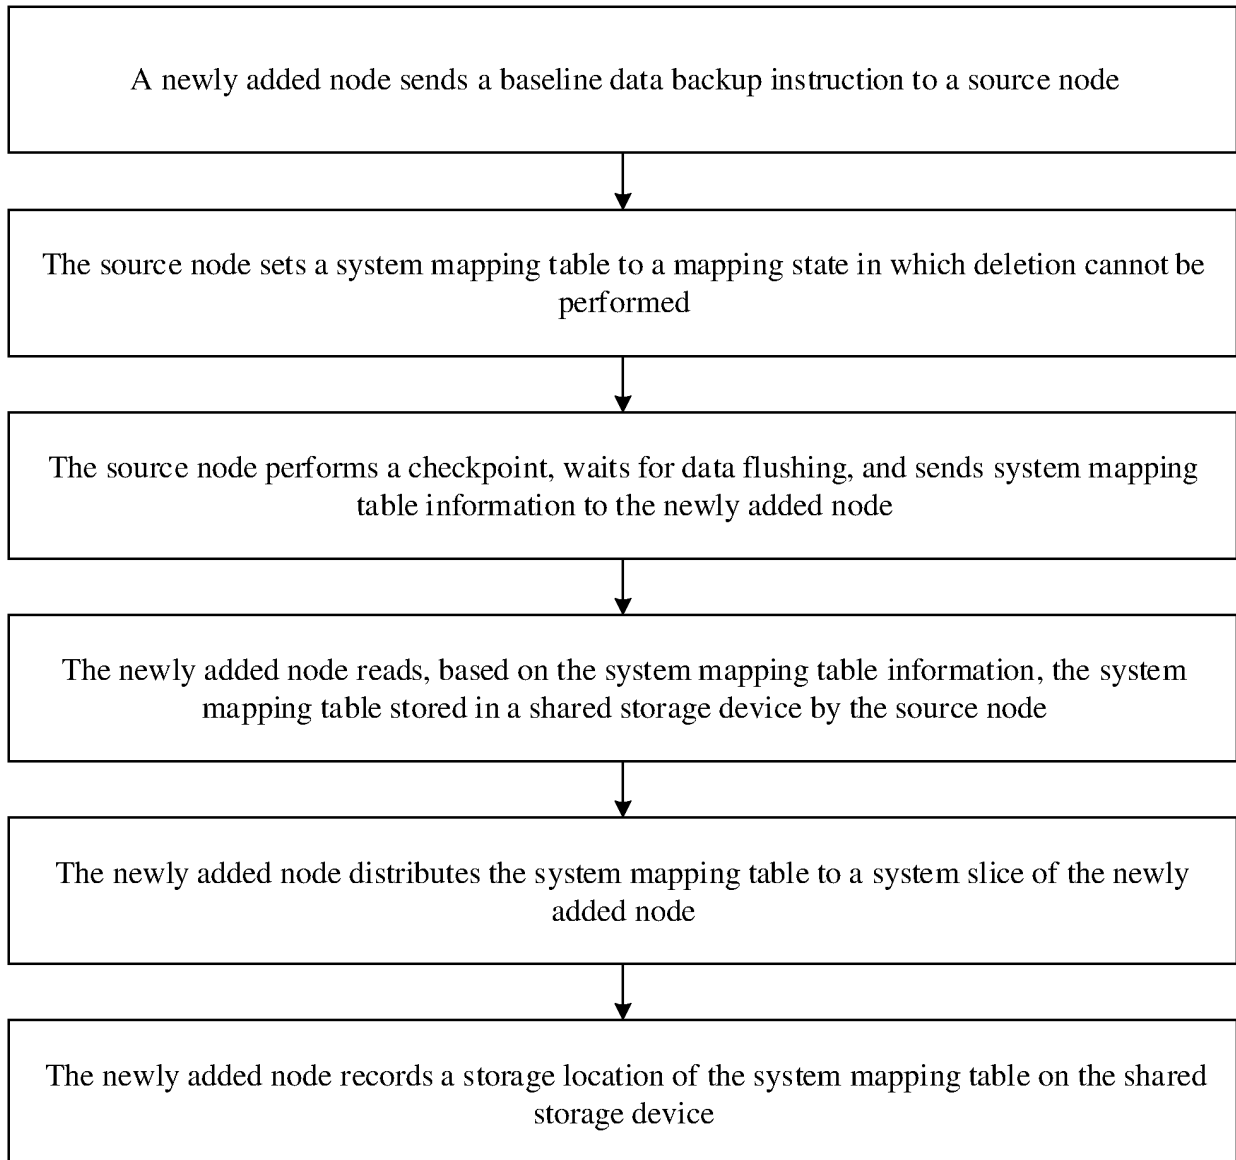 A newly added node sends a baseline data backup instruction to a source node
The source node sets a system mapping table to a mapping state in which deletion cannot be
performed
The source node performs a checkpoint, waits for data flushing, and sends system mapping
table information to the newly added node
The newly added node reads, based on the system mapping table information, the system
mapping table stored in a shared storage device by the source node
The newly added node distributes the system mapping table to a system slice of the newly
added node
The newly added node records a storage location of the system mapping table on the shared
storage device